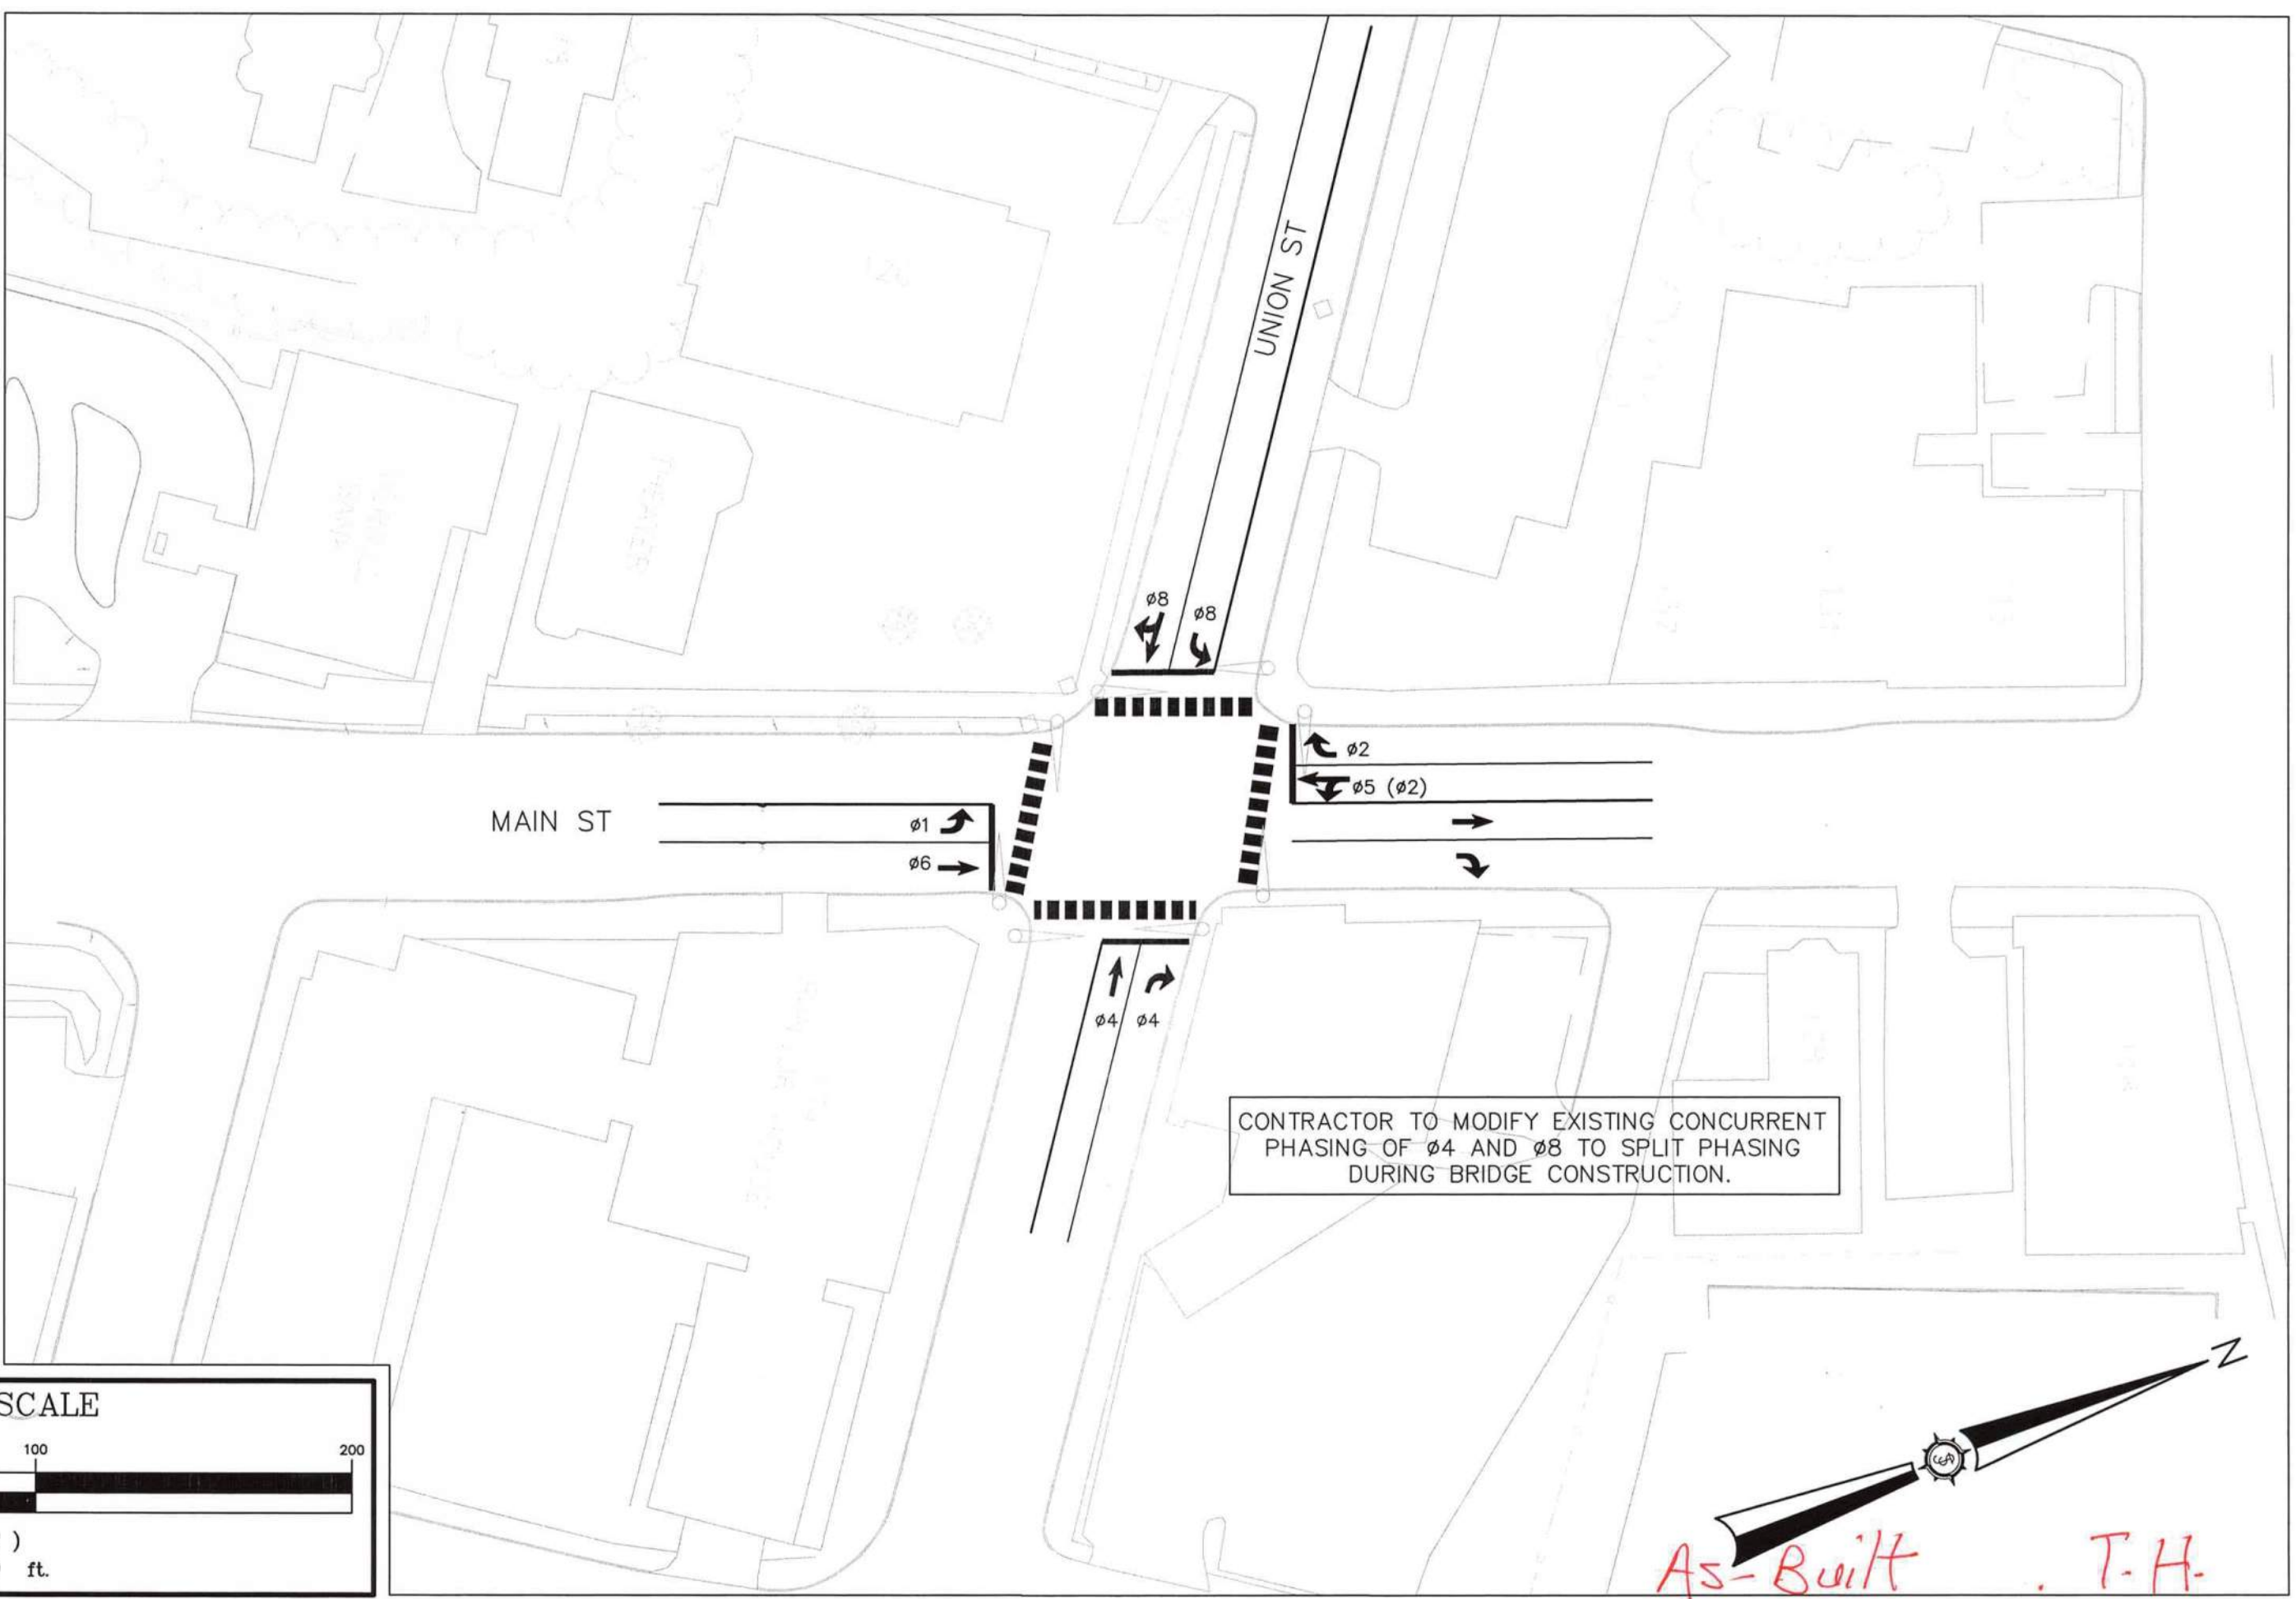 UNION ST
ø8
ø8
ø2
ø5 (ø2)
MAIN ST
ø1
ø6
ø4
ø4
CONTRACTOR TO MODIFY EXISTING CONCURRENT
PHASING OF ø4 AND ø8 TO SPLIT PHASING
DURING BRIDGE CONSTRUCTION.
THEATER
SCALE
100 200
)
ft.
N
As-Built . T.H.